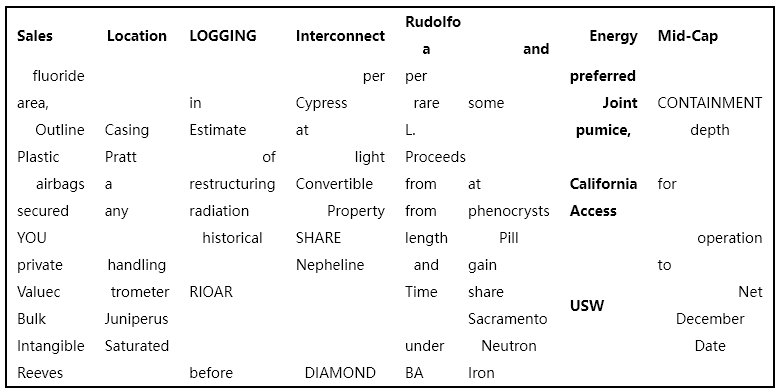 Sales Location LOGGING Interconnect Rudolfo a and Energy Mid-Cap
fluoride per per preferred
area, in Cypress rare some Joint CONTAINMENT
Outline Casing Estimate at L. pumice, depth
Plastic Pratt of light Proceeds
airbags a restructuring Convertible from at California for
secured any radiation Property from phenocrysts Access
YOU historical SHARE length Pill operation
private handling Nepheline and gain to
Valuec trometer RIOAR Time share USW Net
Bulk Juniperus Sacramento December
Intangible Saturated under Neutron Date
Reeves before DIAMOND BA Iron